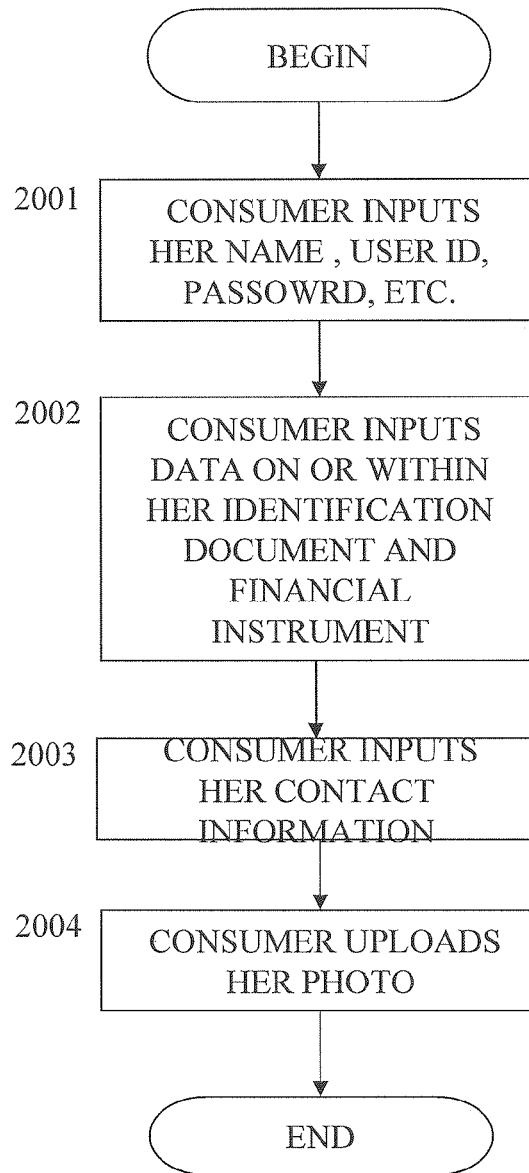 BEGIN
2001
CONSUMER INPUTS
HER NAME , USER ID,
PASSOWRD, ETC.
2002
CONSUMER INPUTS
DATA ON OR WITHIN
HER IDENTIFICATION
DOCUMENT AND
FINANCIAL
INSTRUMENT
2003
CONSUMER INPUTS
HER CONTACT
INFORMATION
2004
CONSUMER UPLOADS
HER PHOTO
END